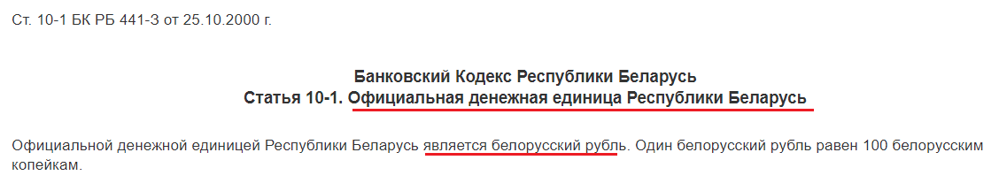 Ст. 10-1 БК РБ 441-З от 25.10.2000 г.
Банковский Кодекс Республики Беларусь
Статья 10-1. Официальная денежная единица Республики Беларусь
Официальной денежной единицей Республики Беларусь является белорусский рубль. Один белорусский рубль равен 100 белорусским
копейкам.